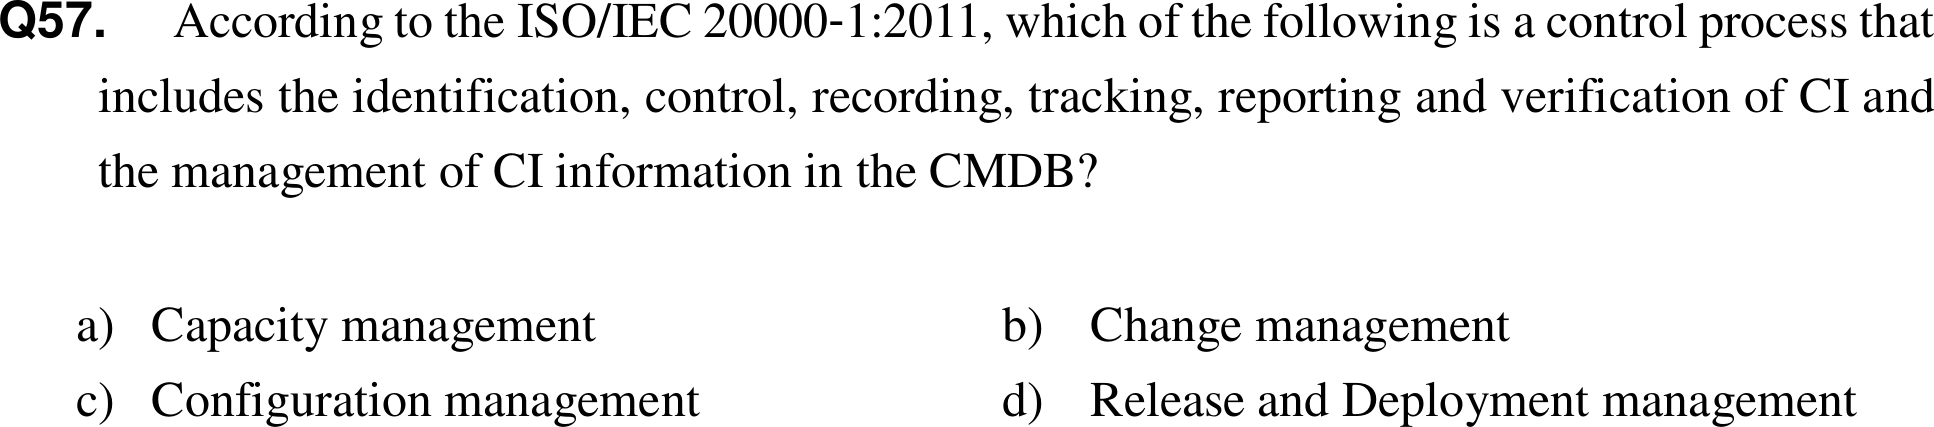 Q57. According to the ISO/IEC 20000-1:2011, which of the following is a control process that
includes the identification, control, recording, tracking, reporting and verification of CI and
the management of CI information in the CMDB?
a) Capacity management b) Change management
c) Configuration management d) Release and Deployment management